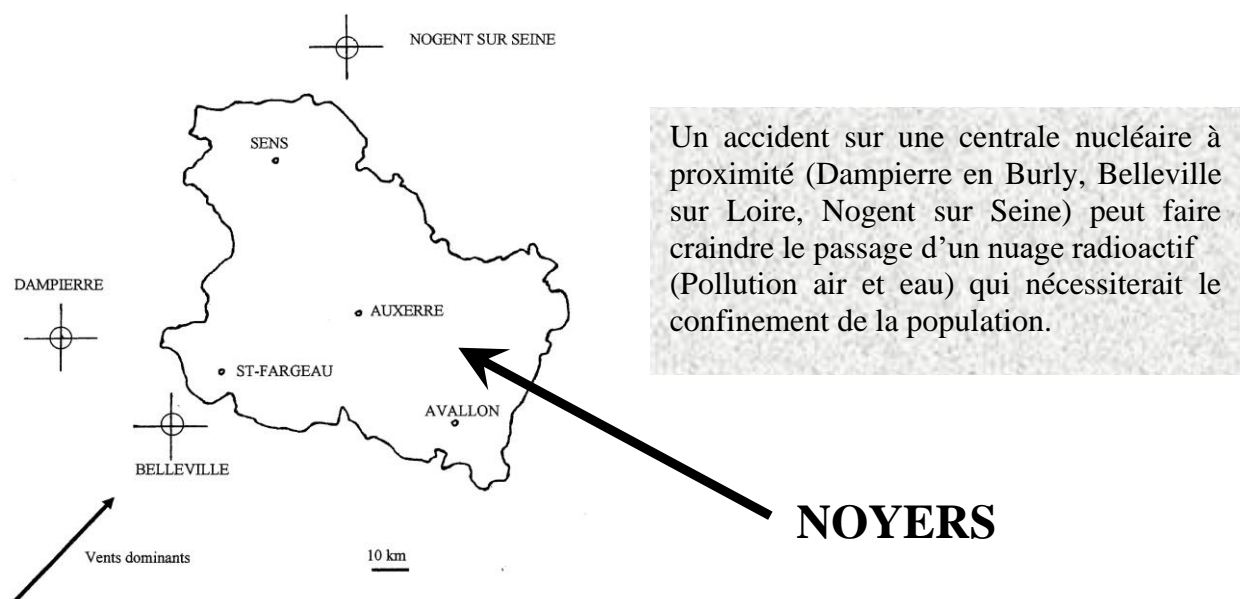 NOGENT SUR SEINE
SENS
Un accident sur une centrale nucléaire à
proximité (Dampierre en Burly, Belleville
sur Loire, Nogent sur Seine) peut faire
craindre le passage d'un nuage radioactif
(Pollution air et eau) qui nécessiterait le
confinement de la population.
DAMPIERRE
AUXERRE
ST-FARGEAU
AVALLON
BELLEVILLE
NOYERS
Vents dominants
10 km